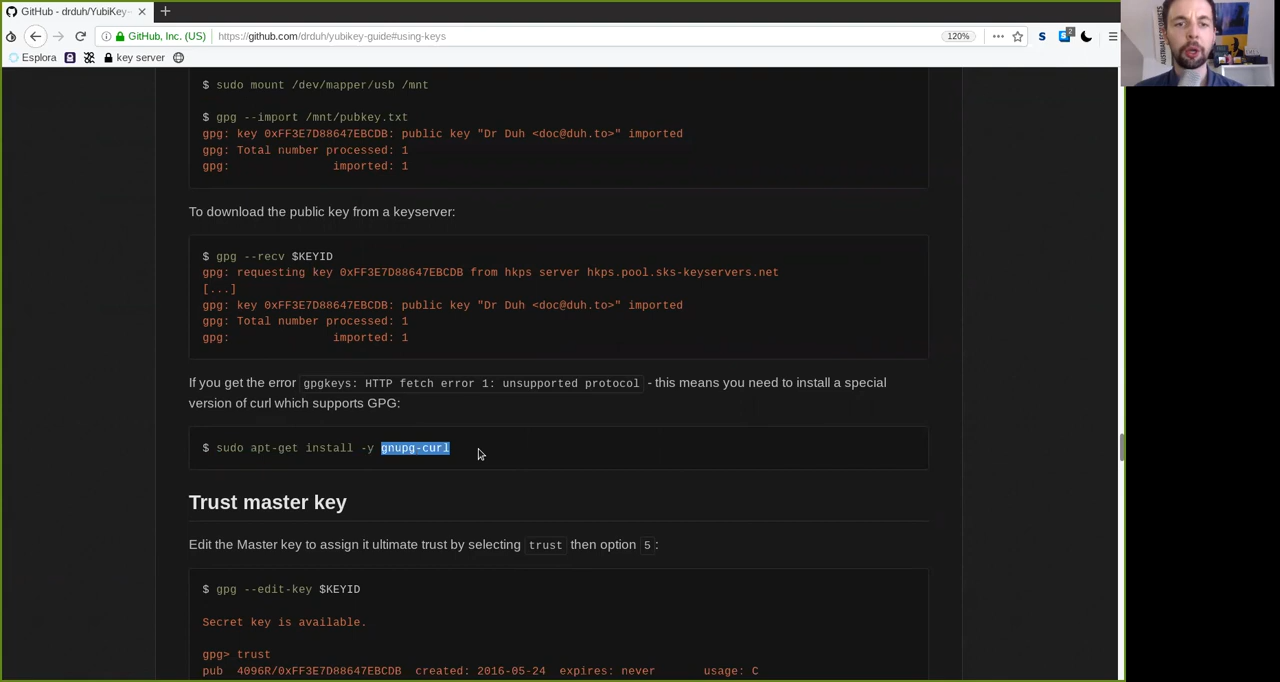 GitHub - drduh/YubiKey-
GitHub, Inc. (US)
https://github.com/drduh/yubikey-guide#using-keys
120%
S
2
Esplora
key server
$ sudo mount /dev/mapper/usb /mnt
$ gpg --import /mnt/pubkey.txt
gpg: key 0xFF3E7D88647EBCDB: public key "Dr Duh <doc@duh.to>" imported
gpg: Total number processed: 1
gpg:               imported: 1
To download the public key from a keyserver:
$ gpg --recv $KEYID
gpg: requesting key 0xFF3E7D88647EBCDB from hkps server hkps.pool.sks-keyservers.net
[...]
gpg: key 0xFF3E7D88647EBCDB: public key "Dr Duh <doc@duh.to>" imported
gpg: Total number processed: 1
gpg:               imported: 1
If you get the error gpgkeys: HTTP fetch error 1: unsupported protocol - this means you need to install a special
version of curl which supports GPG:
$ sudo apt-get install -y gnupg-curl
Trust master key
Edit the Master key to assign it ultimate trust by selecting trust then option 5:
$ gpg --edit-key $KEYID
Secret key is available.
gpg> trust
pub  4096R/0xFF3E7D88647EBCDB  created: 2016-05-24  expires: never       usage: C